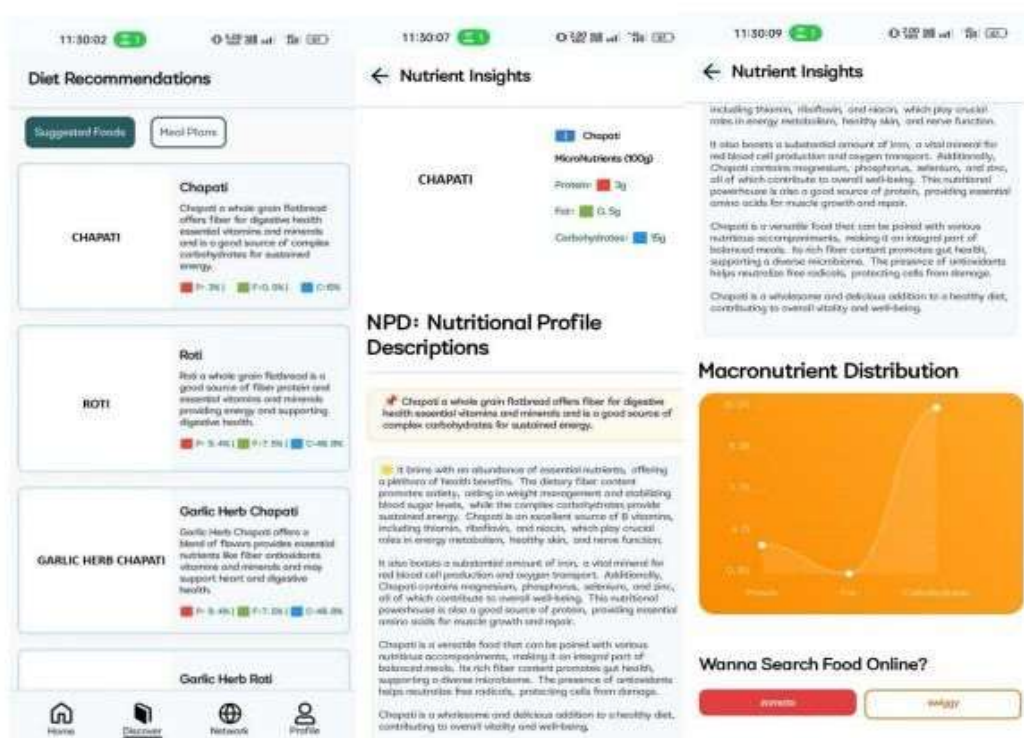 11:30:02
Diet Recommendations
Suggested Foods
Meal Plans
CHAPATI
Chapati
Chapati a whole grain flatbread
offers fiber for digestive health
essential vitamins and minerals
and is a good source of complex
carbohydrates for sustained
energy.
ROTI
Roti
Roti a whole grain flatbread is a
good source of fiber protein and
essential vitamins and minerals
providing energy and supporting
digestive health.
GARLIC HERB CHAPATI
Garlic Herb Chapati
Garlic Herb Chapati offers a
blend of flavors provides essential
nutrients like fiber antioxidants
vitamins and minerals and may
support heart and digestive
health.
Garlic Herb Roti
Home
Discover
Network
Profile
11:30:07
Nutrient Insights
CHAPATI
Chapati
MicroNutrients (100g)
Protein: 3g
Fat: 0.5g
Carbohydrates: 15g
NPD: Nutritional Profile
Descriptions
Chapati a whole grain flatbread offers fiber for digestive
health essential vitamins and minerals and is a good source of
complex carbohydrates for sustained energy.
It brims with an abundance of essential nutrients, offering
a plethora of health benefits. The dietary fiber content
promotes satiety, aiding in weight management and stabilizing
blood sugar levels, while the complex carbohydrates provide
sustained energy. Chapati is an excellent source of B vitamins,
including thiamin, riboflavin, and niacin, which play crucial
roles in energy metabolism, healthy skin, and nerve function.
It also boasts a substantial amount of iron, a vital mineral for
red blood cell production and oxygen transport. Additionally,
Chapati contains magnesium, phosphorus, selenium, and zinc,
all of which contribute to overall well-being. This nutritional
powerhouse is also a good source of protein, providing essential
amino acids for muscle growth and repair.
Chapati is a versatile food that can be paired with various
nutritious accompaniments, making it an integral part of
balanced meals. Its rich fiber content promotes gut health,
supporting a diverse microbiome. The presence of antioxidants
helps neutralize free radicals, protecting cells from damage.
Chapati is a wholesome and delicious addition to a healthy diet,
contributing to overall vitality and well-being.
11:30:09
Nutrient Insights
including thiamin, riboflavin, and niacin, which play crucial
roles in energy metabolism, healthy skin, and nerve function.
It also boasts a substantial amount of iron, a vital mineral for
red blood cell production and oxygen transport. Additionally,
Chapati contains magnesium, phosphorus, selenium, and zinc,
all of which contribute to overall well-being. This nutritional
powerhouse is also a good source of protein, providing essential
amino acids for muscle growth and repair.
Chapati is a versatile food that can be paired with various
nutritious accompaniments, making it an integral part of
balanced meals. Its rich fiber content promotes gut health,
supporting a diverse microbiome. The presence of antioxidants
helps neutralize free radicals, protecting cells from damage.
Chapati is a wholesome and delicious addition to a healthy diet,
contributing to overall vitality and well-being.
Macronutrient Distribution
Protein
Fat
Carbohydrates
Wanna Search Food Online?
zomato
swiggy